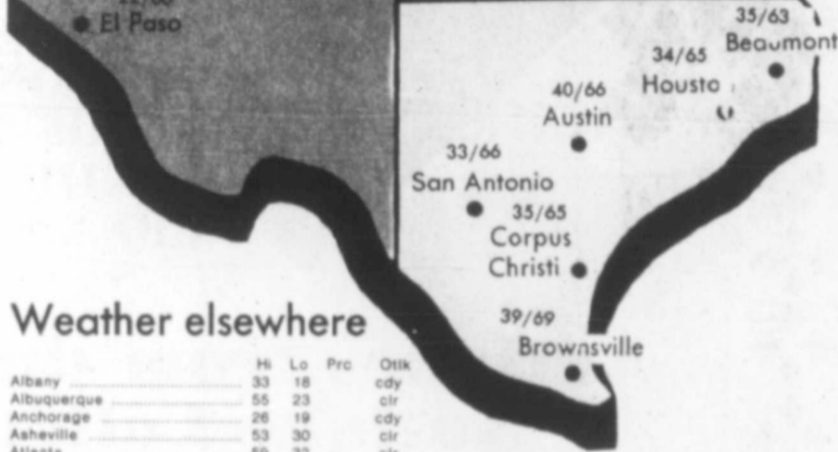 El Paso
35/63
Beaumont
34/65
Housto
40/66
Austin
33/66
San Antonio
35/65
Corpus
Christi
39/69
Brownsville
Weather elsewhere
Hi Lo Prc Otlk
Albany 33 18 cdy
Albuquerque 55 23 clr
Anchorage 26 19 cdy
Asheville 53 30 clr